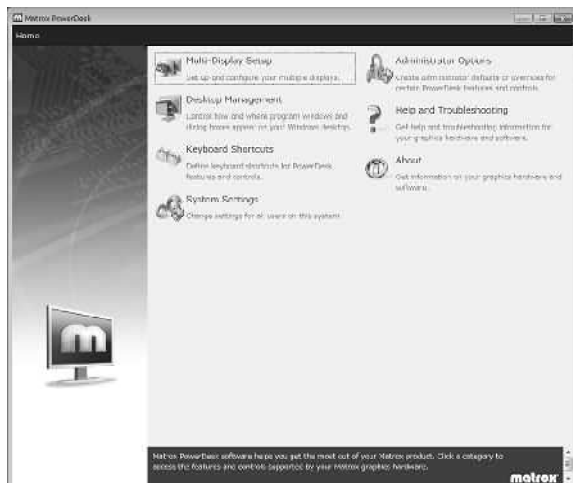 Matrox PowerDesk
Home
Multi-Display Setup
Set up and configure your multiple displays.
Desktop Management
Control how and where program windows and
dialog boxes appear on your Windows desktop.
Keyboard Shortcuts
Define keyboard shortcuts for PowerDesk
features and controls.
System Settings
Change settings for all users on this system.
Administrator Options
Create administrator defaults or overrides for
certain PowerDesk features and controls.
Help and Troubleshooting
Get help and troubleshooting information for
your graphics hardware and software.
About
Get information on your graphics hardware and
software.
m
Matrox PowerDesk software helps you get the most out of your Matrox product. Click a category to
access the features and controls supported by your Matrox graphics hardware.
matrox